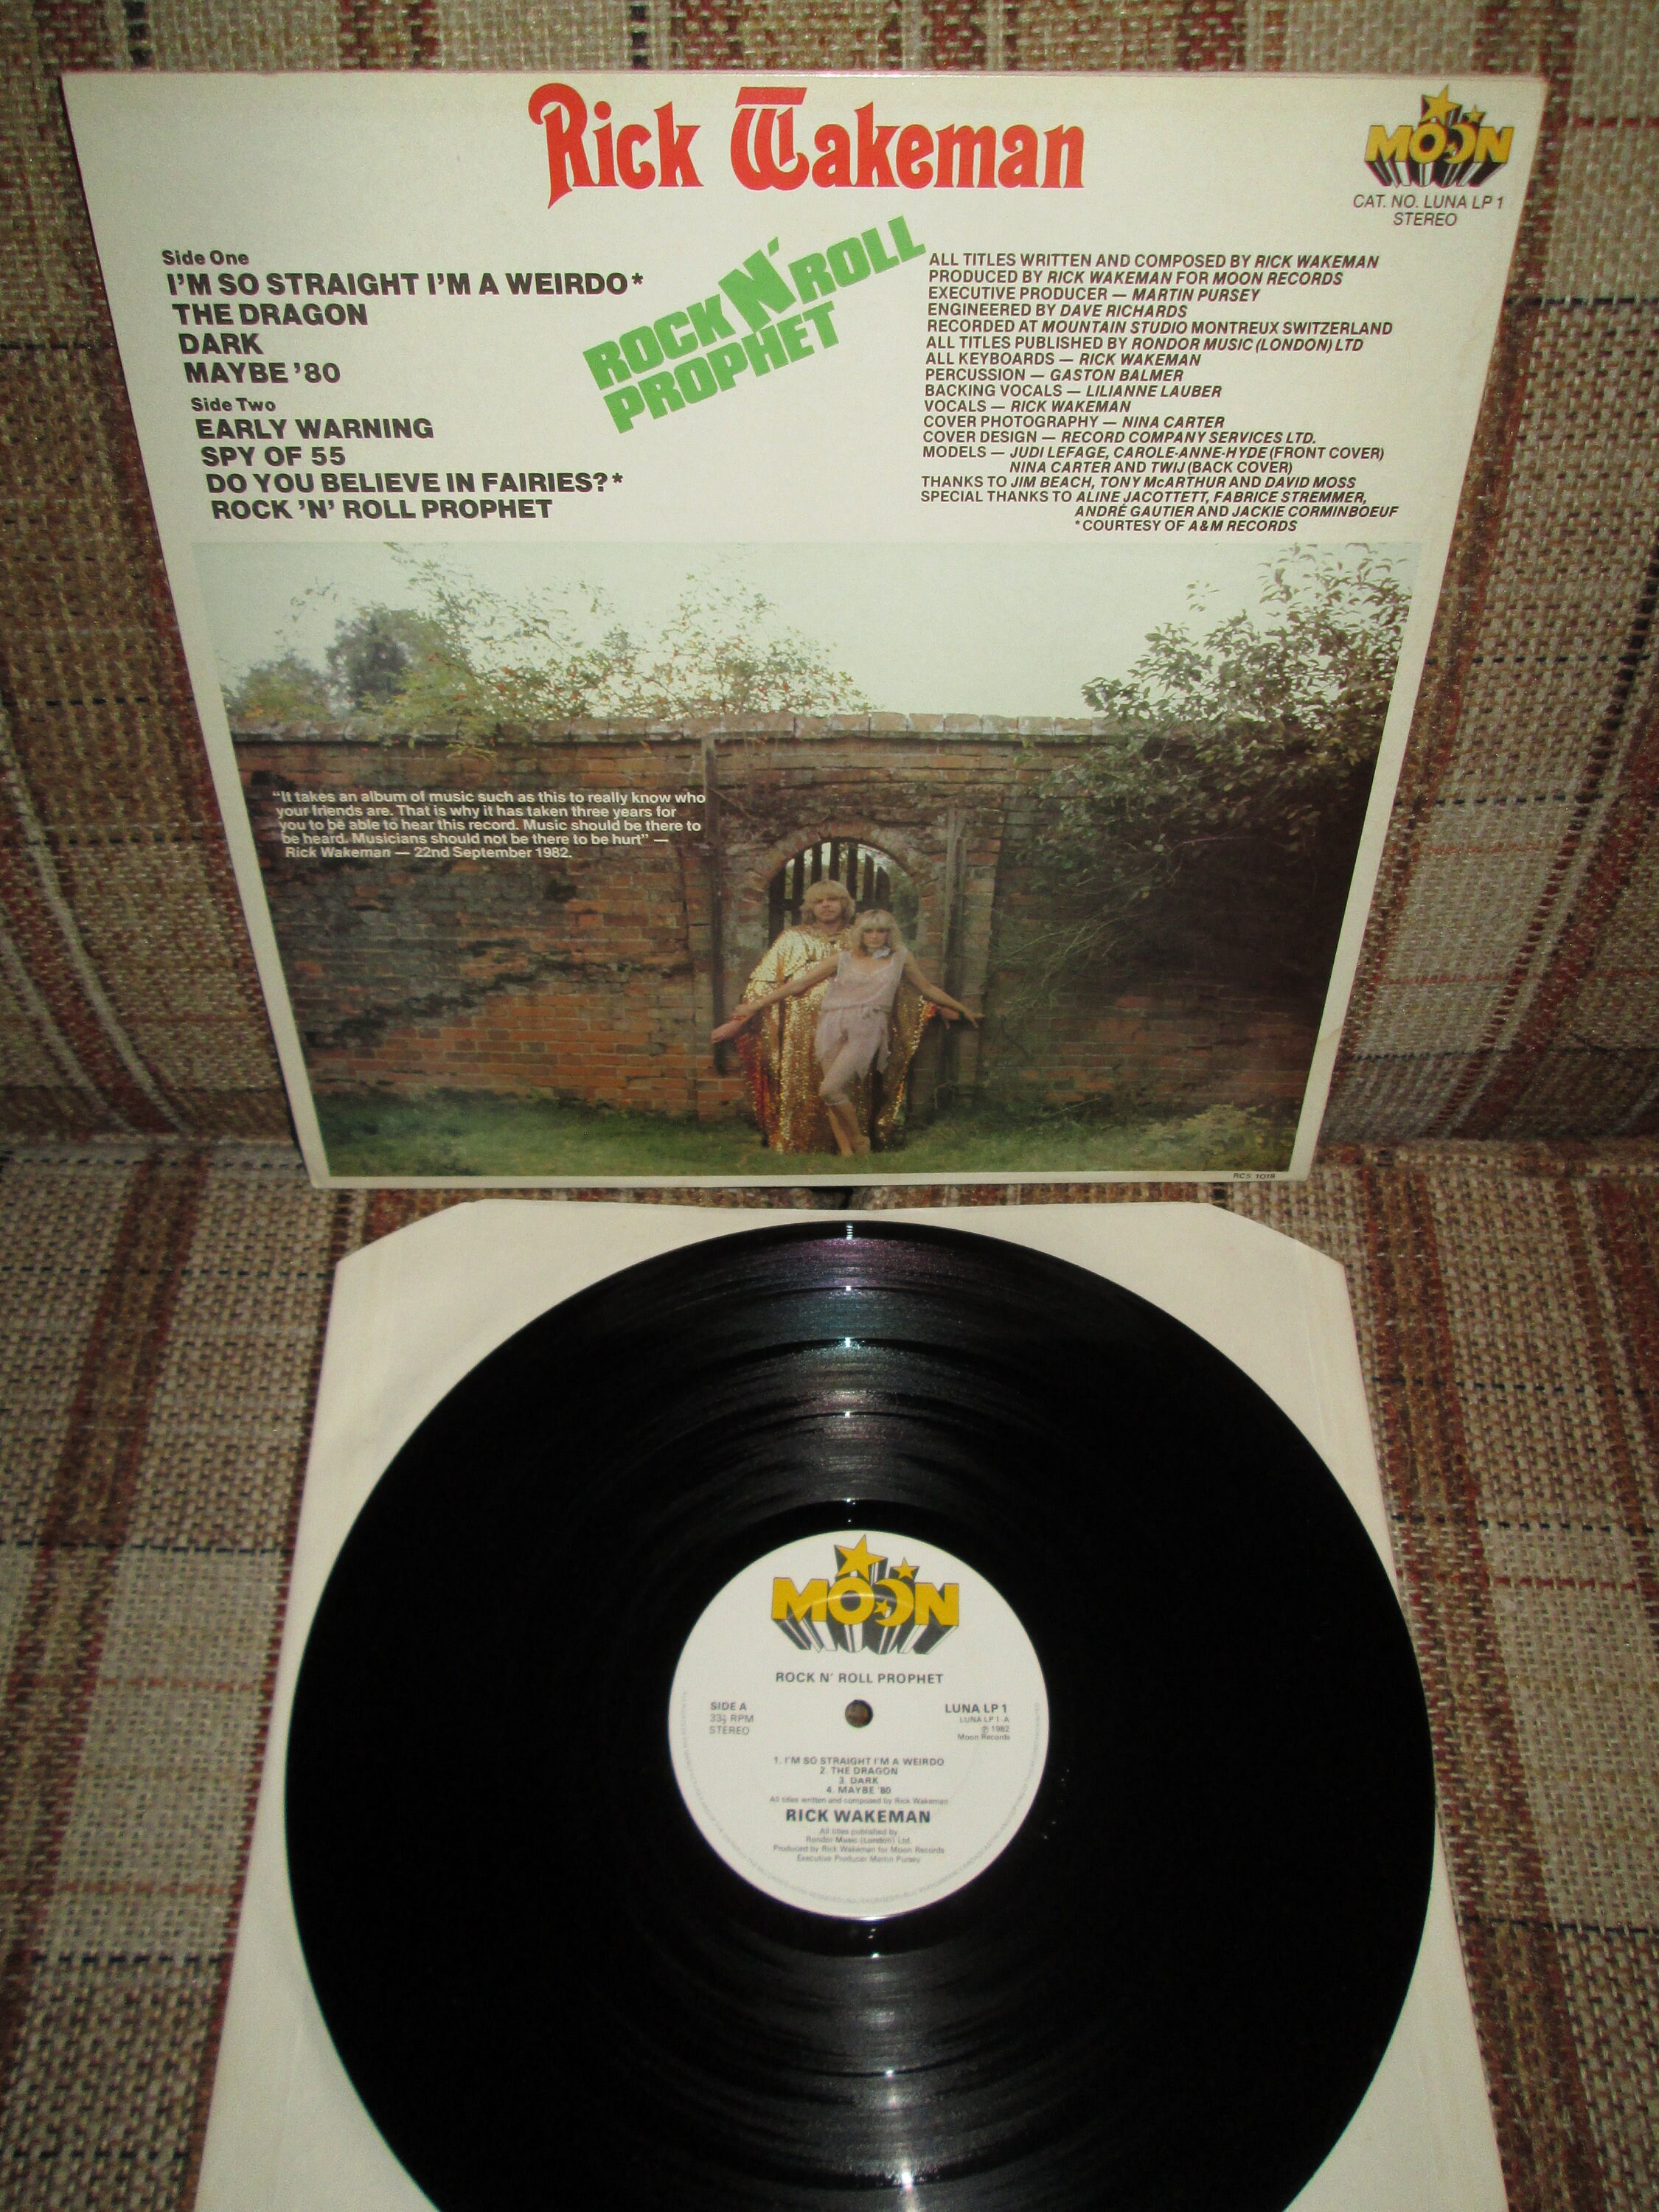 Rick Wakeman
MOON
CAT. NO. LUNA LP 1
STEREO
ROCK N' ROLL
PROPHET
Side One
I'M SO STRAIGHT I'M A WEIRDO*
THE DRAGON
DARK
MAYBE '80
Side Two
EARLY WARNING
SPY OF 55
DO YOU BELIEVE IN FAIRIES?*
ROCK 'N' ROLL PROPHET
ALL TITLES WRITTEN AND COMPOSED BY RICK WAKEMAN
PRODUCED BY RICK WAKEMAN FOR MOON RECORDS
EXECUTIVE PRODUCER — MARTIN PURSEY
ENGINEERED BY DAVE RICHARDS
RECORDED AT MOUNTAIN STUDIO MONTREUX SWITZERLAND
ALL TITLES PUBLISHED BY RONDOR MUSIC (LONDON) LTD
ALL KEYBOARDS — RICK WAKEMAN
PERCUSSION — GASTON BALMER
BACKING VOCALS — LILIANNE LAUBER
VOCALS — RICK WAKEMAN
COVER PHOTOGRAPHY — NINA CARTER
COVER DESIGN — RECORD COMPANY SERVICES LTD.
MODELS — JUDI LEFAGE, CAROLE-ANNE-HYDE (FRONT COVER)
NINA CARTER AND TWIJ (BACK COVER)
THANKS TO JIM BEACH, TONY McARTHUR AND DAVID MOSS
SPECIAL THANKS TO ALINE JACOTTETT, FABRICE STREMMER,
ANDRÉ GAUTIER AND JACKIE CORMINBOEUF
*COURTESY OF A&M RECORDS
"It takes an album of music such as this to really know who
your friends are. That is why it has taken three years for
you to be able to hear this record. Music should be there to
be heard. Musicians should not be there to be hurt" —
Rick Wakeman — 22nd September 1982.
RCS 1018
MOON
ROCK N' ROLL PROPHET
SIDE A
33⅓ RPM
STEREO
LUNA LP 1
LUNA LP 1-A
℗ 1982
Moon Records
1. I'M SO STRAIGHT I'M A WEIRDO
2. THE DRAGON
3. DARK
4. MAYBE '80
All titles written and composed by Rick Wakeman
RICK WAKEMAN
All titles published by
Rondor Music (London) Ltd.
Produced by Rick Wakeman for Moon Records
Executive Producer Martin Pursey